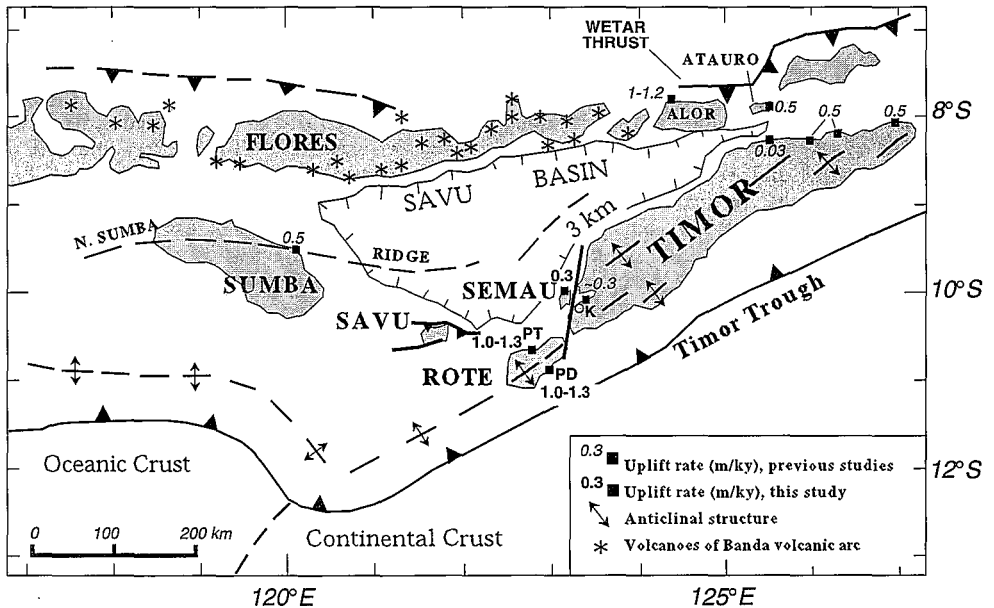 WETAR
THRUST
ATAURO
1-1.2
0.5
0.5
0.5
8°S
ALOR
FLORES
0.03
SAVU BASIN
TIMOR
3 km
N. SUMBA
0.5
RIDGE
SUMBA
SEMAU
0.3
~0.3
K
10°S
SAVU
1.0-1.3
PT
Timor Trough
ROTE
PD
1.0-1.3
Oceanic Crust
0.3 Uplift rate (m/ky), previous studies
12°S
0.3 Uplift rate (m/ky), this study
Anticlinal structure
Volcanoes of Banda volcanic arc
0 100 200 km
Continental Crust
120°E
125°E